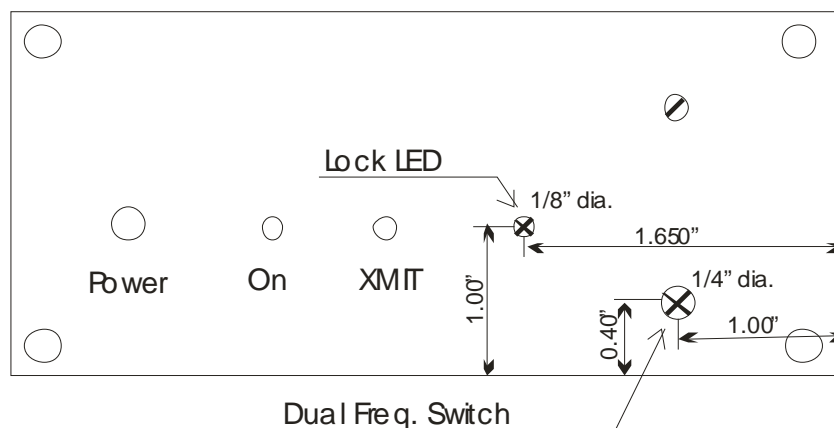 Lock LED
1/8” dia.
1.650”
Power
On
XMIT
1.00”
1/4” dia.
0.40”
1.00”
Dual Freq. Switch